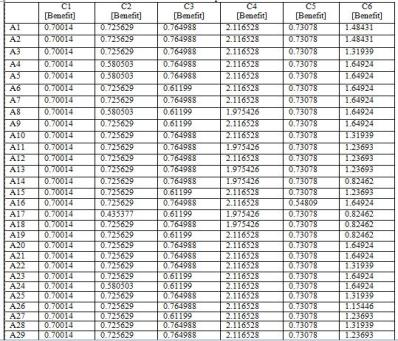 C1 C2 C3 C4 C5 C6
[Benefit] [Benefit] [Benefit] [Benefit] [Benefit] [Benefit]
A1 0.70014 0.725629 0.764988 2.116528 0.73078 1.48431
A2 0.70014 0.725629 0.764988 2.116528 0.73078 1.48431
A3 0.70014 0.725629 0.764988 2.116528 0.73078 1.31939
A4 0.70014 0.580503 0.764988 2.116528 0.73078 1.64924
A5 0.70014 0.580503 0.764988 2.116528 0.73078 1.64924
A6 0.70014 0.725629 0.61199 2.116528 0.73078 1.64924
A7 0.70014 0.725629 0.764988 2.116528 0.73078 1.64924
A8 0.70014 0.580503 0.61199 1.975426 0.73078 1.64924
A9 0.70014 0.725629 0.61199 2.116528 0.73078 1.64924
A10 0.70014 0.725629 0.764988 2.116528 0.73078 1.31939
A11 0.70014 0.725629 0.764988 1.975426 0.73078 1.23693
A12 0.70014 0.725629 0.764988 2.116528 0.73078 1.23693
A13 0.70014 0.725629 0.764988 2.116528 0.73078 1.23693
A14 0.70014 0.725629 0.764988 1.975426 0.73078 0.82462
A15 0.70014 0.725629 0.61199 2.116528 0.73078 1.23693
A16 0.70014 0.725629 0.764988 2.116528 0.54809 1.64924
A17 0.70014 0.435377 0.61199 1.975426 0.73078 0.82462
A18 0.70014 0.725629 0.764988 1.975426 0.73078 0.82462
A19 0.70014 0.725629 0.61199 2.116528 0.73078 0.82462
A20 0.70014 0.725629 0.764988 2.116528 0.73078 1.64924
A21 0.70014 0.725629 0.764988 2.116528 0.73078 1.64924
A22 0.70014 0.725629 0.764988 2.116528 0.73078 1.31939
A23 0.70014 0.725629 0.61199 2.116528 0.73078 1.64924
A24 0.70014 0.580503 0.61199 2.116528 0.73078 1.64924
A25 0.70014 0.725629 0.764988 2.116528 0.73078 1.31939
A26 0.70014 0.725629 0.764988 2.116528 0.73078 1.15446
A27 0.70014 0.725629 0.61199 2.116528 0.73078 1.23693
A28 0.70014 0.725629 0.764988 2.116528 0.73078 1.31939
A29 0.70014 0.725629 0.764988 2.116528 0.73078 1.23693